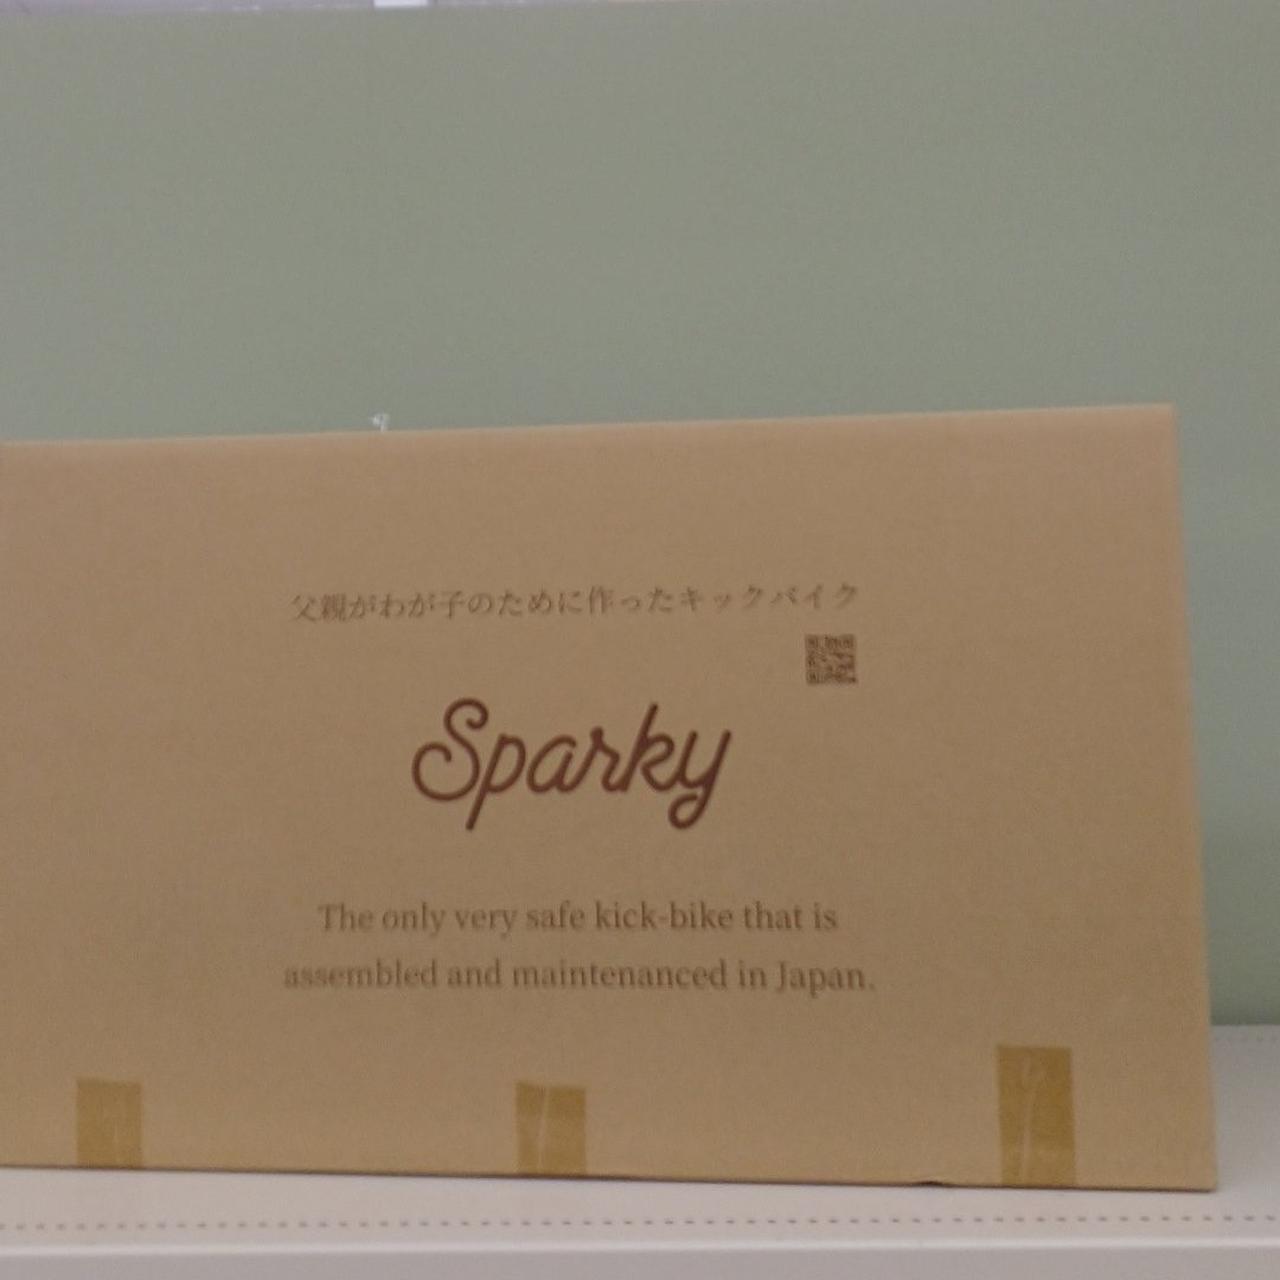 父親がわが子のために作ったキックバイク
Sparky
The only very safe kick-bike that is
assembled and maintenanced in Japan.